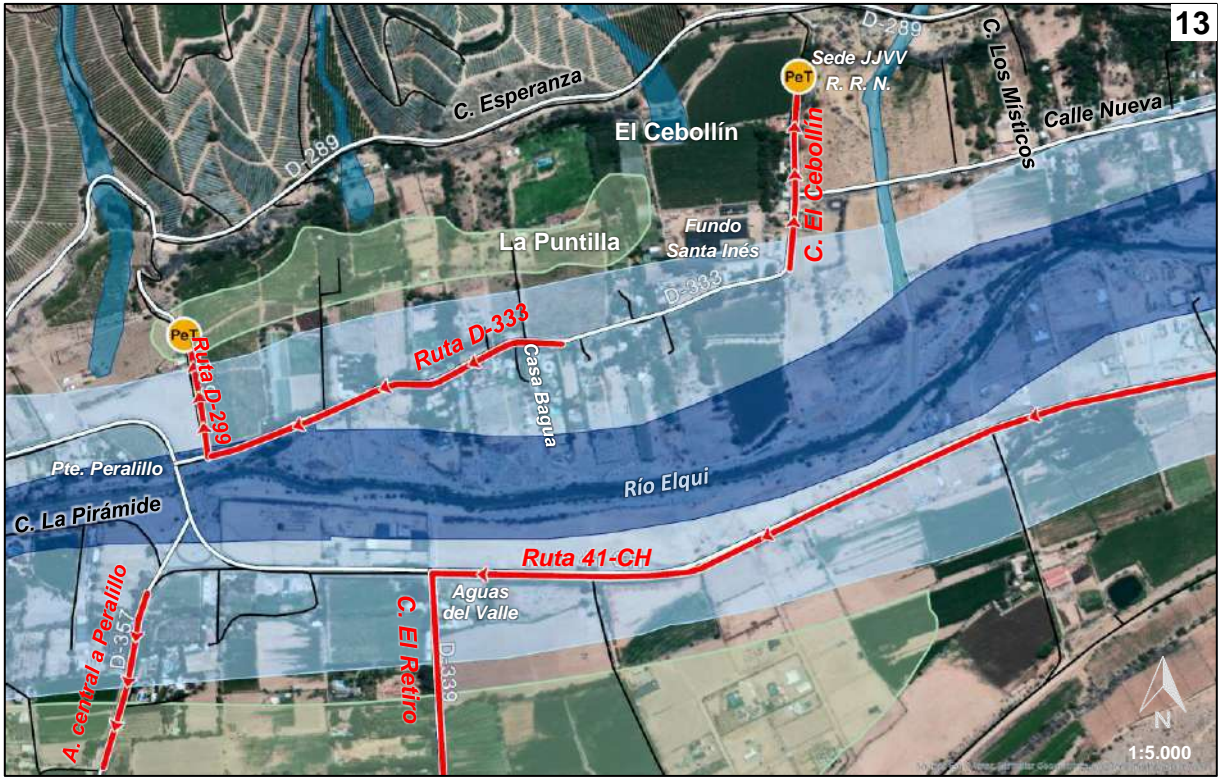 13
D-289
C. Los Místicos
PeT
Sede JJVV
R. R. N.
C. Esperanza
Calle Nueva
El Cebollín
D-289
C. El Cebollín
La Puntilla
Fundo
Santa Inés
D-333
PeT
Ruta D-333
Ruta D-299
Casa Bagua
Pte. Peralillo
Río Elqui
C. La Pirámide
Ruta 41-CH
Aguas
del Valle
A. central a Peralillo
D-357
C. El Retiro
D-339
N
1:5.000